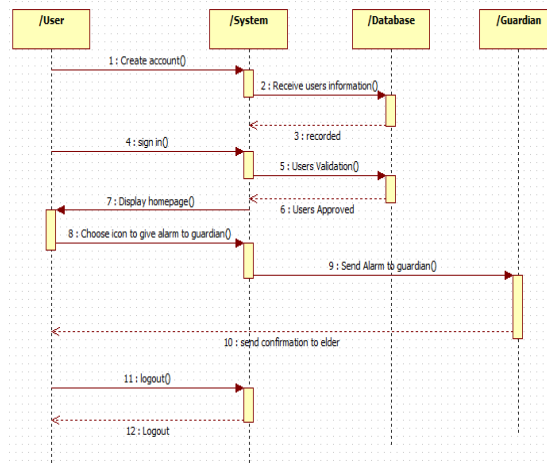 /User
/System
/Database
/Guardian
1 : Create account()
2 : Receive users information()
3 : recorded
4 : sign in()
5 : Users Validation()
6 : Users Approved
7 : Display homepage()
8 : Choose icon to give alarm to guardian()
9 : Send Alarm to guardian()
10 : send confirmation to elder
11 : logout()
12 : Logout